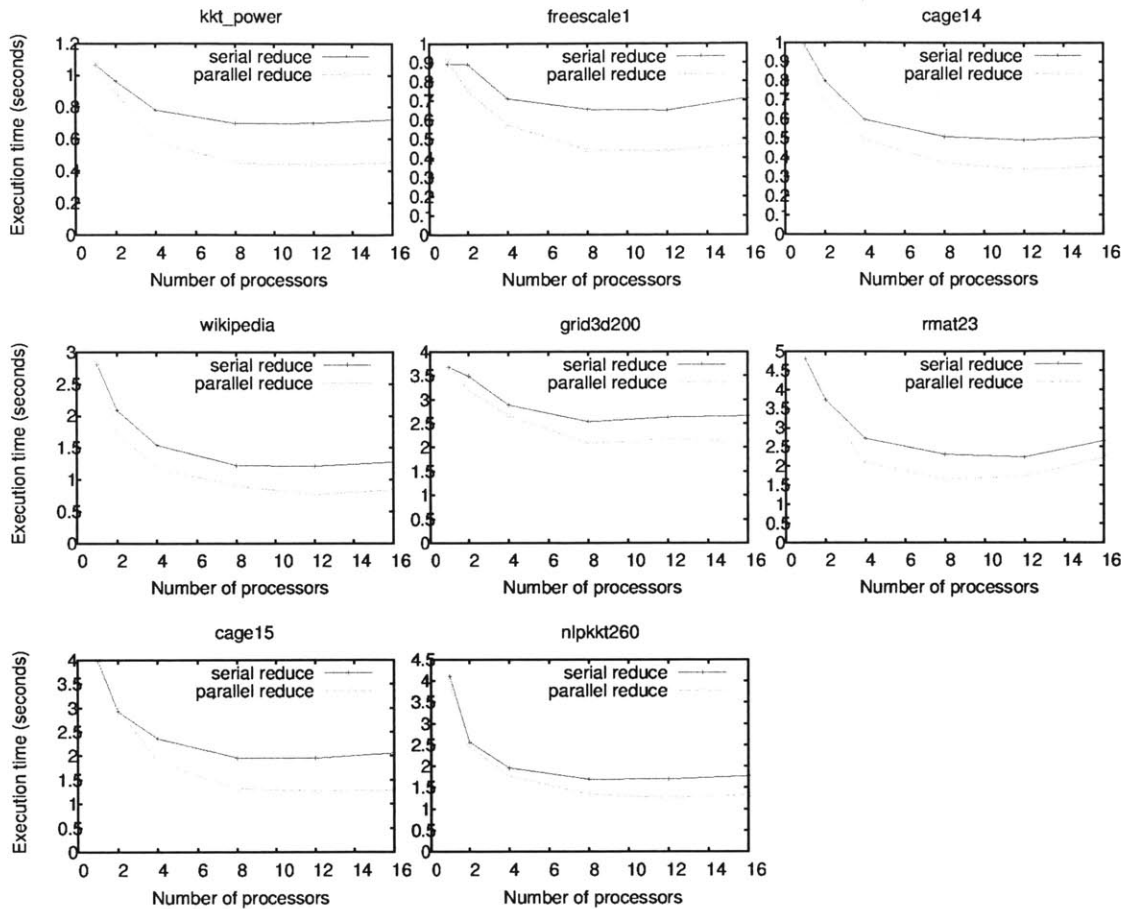 kkt_power
freescale1
cage14
Execution time (seconds)
1.2
1
0.8
0.6
0.4
0.2
0
serial reduce
parallel reduce
0 2 4 6 8 10 12 14 16
Number of processors
1
0.9
0.8
0.7
0.6
0.5
0.4
0.3
0.2
0.1
0
serial reduce
parallel reduce
0 2 4 6 8 10 12 14 16
Number of processors
1
0.9
0.8
0.7
0.6
0.5
0.4
0.3
0.2
0.1
0
serial reduce
parallel reduce
0 2 4 6 8 10 12 14 16
Number of processors
wikipedia
grid3d200
rmat23
Execution time (seconds)
3
2.5
2
1.5
1
0.5
0
serial reduce
parallel reduce
0 2 4 6 8 10 12 14 16
Number of processors
4
3.5
3
2.5
2
1.5
1
0.5
0
serial reduce
parallel reduce
0 2 4 6 8 10 12 14 16
Number of processors
5
4.5
4
3.5
3
2.5
2
1.5
1
0.5
0
serial reduce
parallel reduce
0 2 4 6 8 10 12 14 16
Number of processors
cage15
nlpkkt260
Execution time (seconds)
4
3.5
3
2.5
2
1.5
1
0.5
0
serial reduce
parallel reduce
0 2 4 6 8 10 12 14 16
Number of processors
4.5
4
3.5
3
2.5
2
1.5
1
0.5
0
serial reduce
parallel reduce
0 2 4 6 8 10 12 14 16
Number of processors